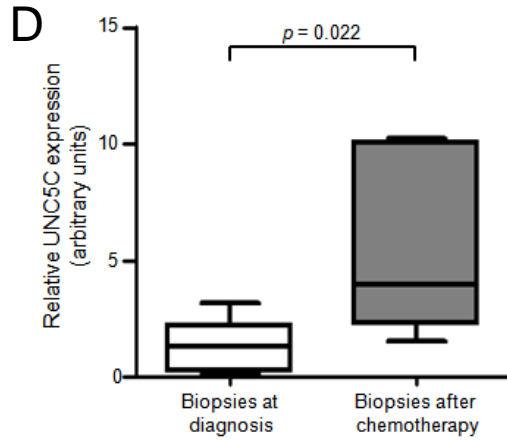 D
15
p = 0.022
10
5
0
Relative UNC5C expression
(arbitrary units)
Biopsies at
diagnosis
Biopsies after
chemotherapy